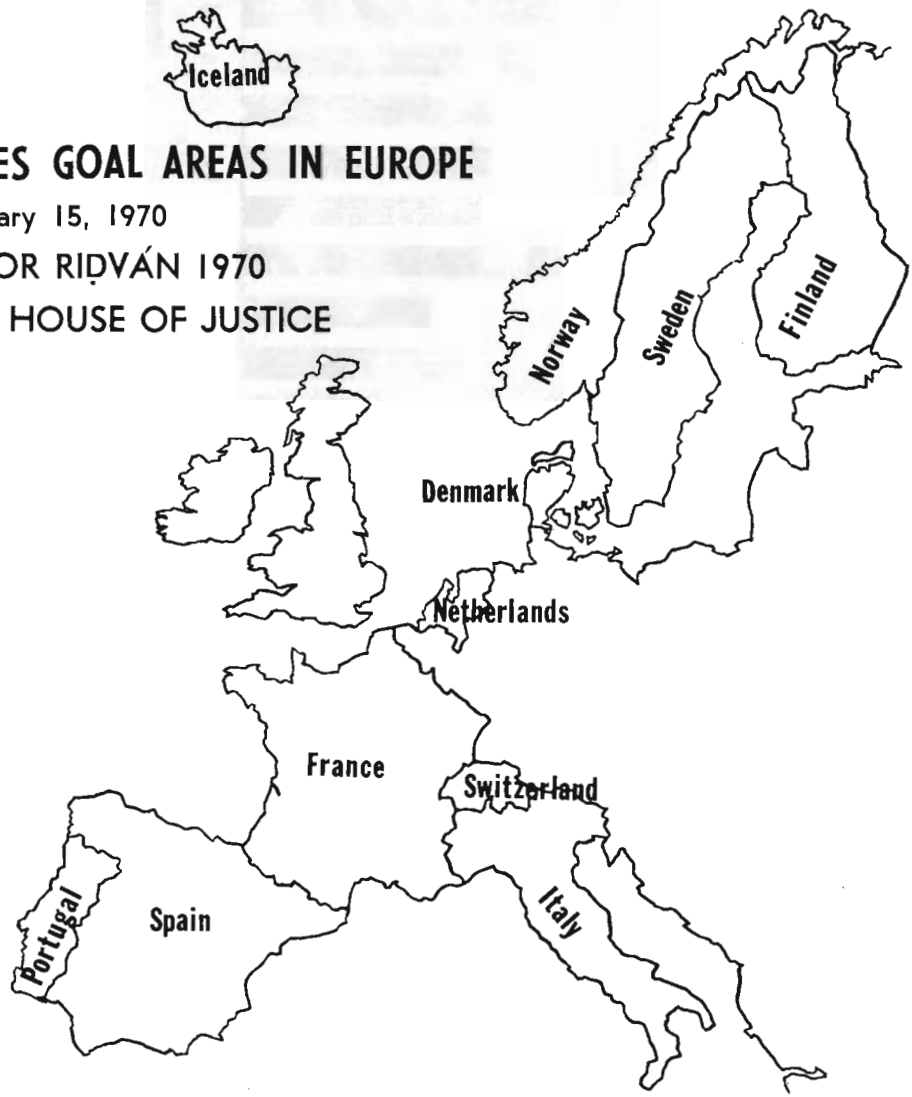 Iceland
ES GOAL AREAS IN EUROPE
ary 15, 1970
OR RIḌVÁN 1970
HOUSE OF JUSTICE
Norway
Sweden
Finland
Denmark
Netherlands
France
Switzerland
Portugal
Spain
Italy